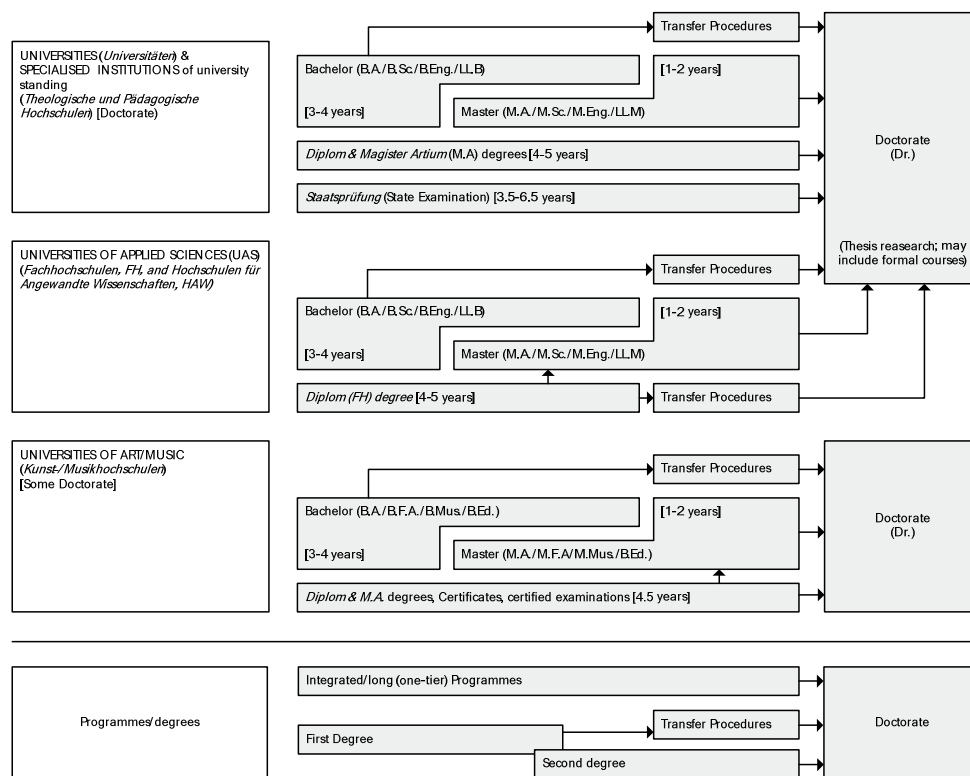 Transfer Procedures
UNIVERSITIES (Universitäten) &
SPECIALISED INSTITUTIONS of university
standing
(Theologische und Pädagogische
Hochschulen) [Doctorate]
Bachelor (B.A./B.Sc./B.Eng./LL.B)
[1-2 years]
[3-4 years]
Master (M.A./M.Sc./M.Eng./LL.M)
Diplom & Magister Artium (M.A) degrees [4-5 years]
Staatsprüfung (State Examination) [3.5-6.5 years]
Doctorate
(Dr.)
(Thesis reasearch; may
include formal courses)
UNIVERSITIES OF APPLIED SCIENCES (UAS)
(Fachhochschulen, FH, and Hochschulen für
Angewandte Wissenschaften, HAW)
Transfer Procedures
Bachelor (B.A./B.Sc./B.Eng./LL.B)
[1-2 years]
[3-4 years]
Master (M.A./M.Sc./M.Eng./LL.M)
Diplom (FH) degree [4-5 years]
Transfer Procedures
UNIVERSITIES OF ART/MUSIC
(Kunst-/Musikhochschulen)
[Some Doctorate]
Transfer Procedures
Bachelor (B.A./B.F.A./B.Mus./B.Ed.)
[1-2 years]
[3-4 years]
Master (M.A./M.F.A/M.Mus./B.Ed.)
Diplom & M.A. degrees, Certificates, certified examinations [4.5 years]
Doctorate
(Dr.)
Programmes/degrees
Integrated/long (one-tier) Programmes
Transfer Procedures
First Degree
Second degree
Doctorate